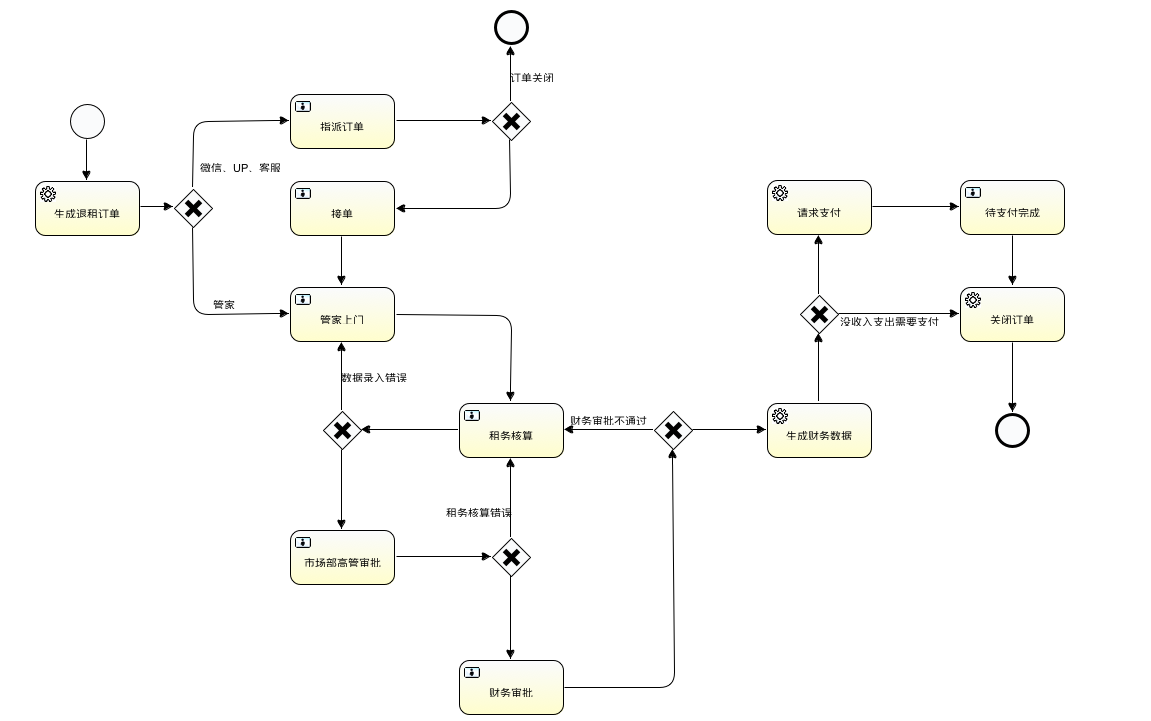 订单关闭
指派订单
微信、UP、客服
生成退租订单
接单
请求支付
待支付完成
管家
管家上门
没收入支出需要支付
关闭订单
数据录入错误
财务审批不通过
租务核算
生成财务数据
租务核算错误
市场部高管审批
财务审批